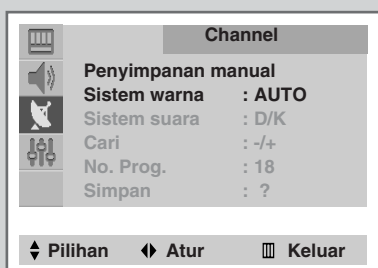 Channel
Penyimpanan manual
Sistem warna : AUTO
Sistem suara : D/K
Cari : -/+
No. Prog. : 18
Simpan : ?
Pilihan Atur Keluar